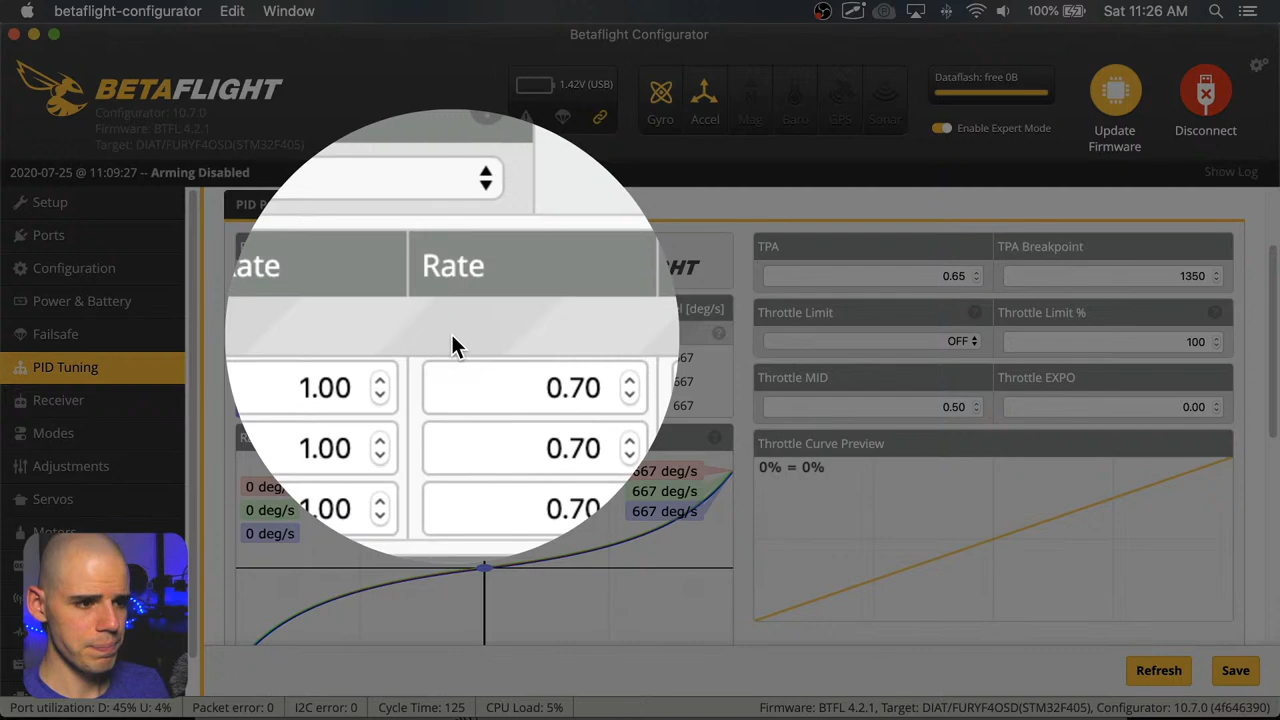 betaflight-configurator Edit Window 100% Sat 11:26 AM
Betaflight Configurator
BETAFLIGHT
Configurator: 10.7.0
Firmware: BTFL 4.2.1
Target: DIAT/FURYF4OSD(STM32F405)
1.42V (USB)
Gyro Accel Mag Baro GPS Sonar
Dataflash: free 0B
Enable Expert Mode
Update Firmware
Disconnect
2020-07-25 @ 11:09:27 -- Arming Disabled
Show Log
Setup
Ports
Configuration
Power & Battery
Failsafe
PID Tuning
Receiver
Modes
Adjustments
Servos
Motors
PID
Rate
1.00 0.70
1.00 0.70
0.70
[deg/s]
667
667
667
0 deg/s
0 deg/s
667 deg/s
667 deg/s
667 deg/s
TPA TPA Breakpoint
0.65 1350
Throttle Limit Throttle Limit %
OFF 100
Throttle MID Throttle EXPO
0.50 0.00
Throttle Curve Preview
0% = 0%
Refresh Save
Port utilization: D: 45% U: 4% Packet error: 0 I2C error: 0 Cycle Time: 125 CPU Load: 5% Firmware: BTFL 4.2.1, Target: DIAT/FURYF4OSD(STM32F405), Configurator: 10.7.0 (4f646390)